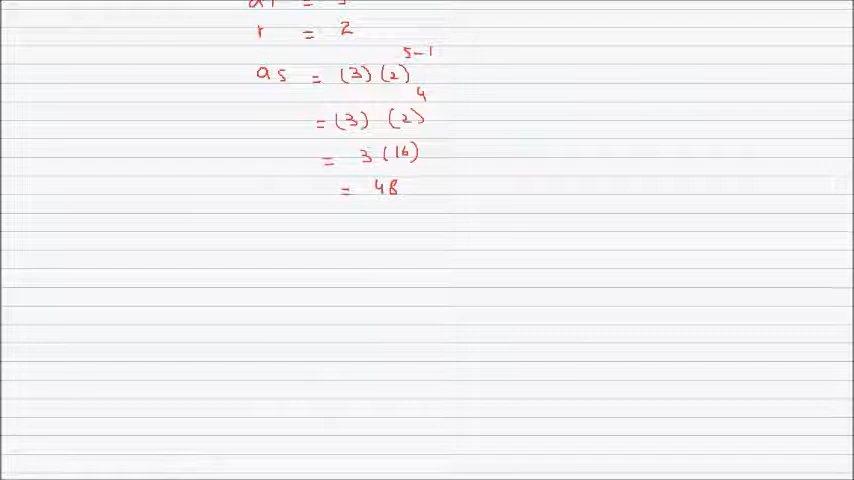 r = 2
a5 = (3) (2)^5-1
= (3) (2)^4
= 3 (16)
= 48